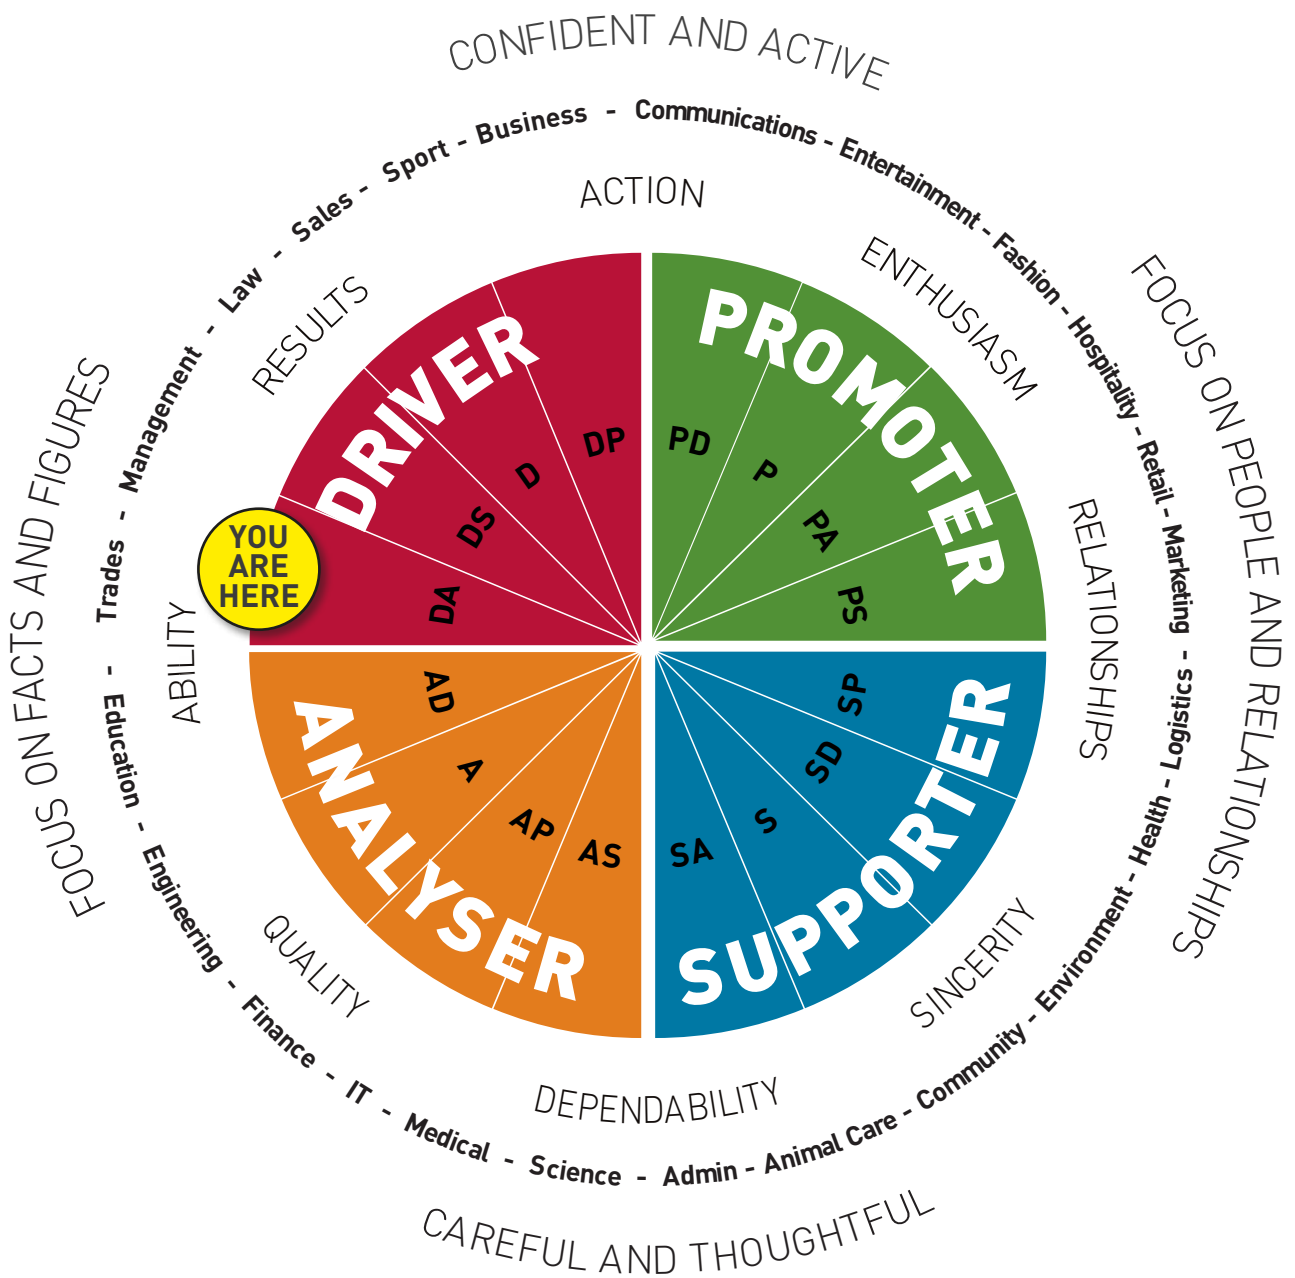 CONFIDENT AND ACTIVE
Trades - Management - Law - Sales - Sport - Business - Communications - Entertainment - Fashion - Hospitality - Retail - Marketing - Logistics - Health - Environment - Community - Animal Care - Admin - Science - Medical - IT - Finance - Engineering - Education -
ACTION
ENTHUSIASM
RELATIONSHIPS
SINCERITY
DEPENDABILITY
QUALITY
ABILITY
RESULTS
FOCUS ON FACTS AND FIGURES
FOCUS ON PEOPLE AND RELATIONSHIPS
DRIVER
DA
DS
D
DP
PROMOTER
PD
P
PA
PS
YOU
ARE
HERE
ANALYSER
AD
A
AP
AS
SUPPORTER
SP
SD
S
SA
CAREFUL AND THOUGHTFUL